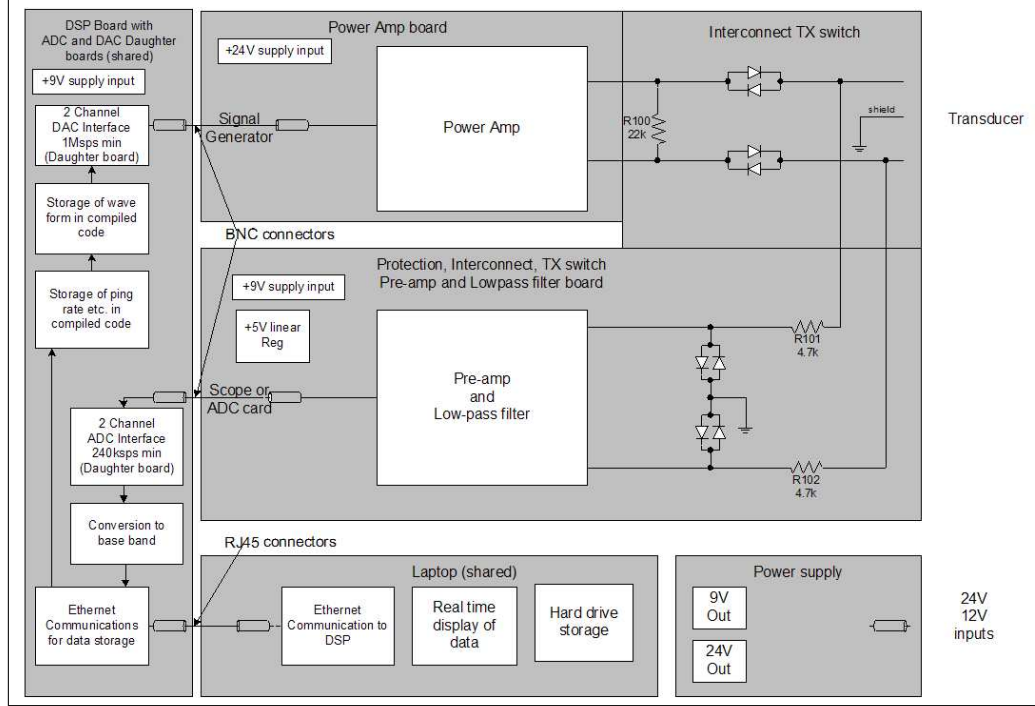 DSP Board with
ADC and DAC Daughter
boards (shared)
+9V supply input
2 Channel
DAC Interface
1Msps min
(Daughter board)
Storage of wave
form in compiled
code
Storage of ping
rate etc. in
compiled code
2 Channel
ADC Interface
240ksps min
(Daughter board)
Conversion to
base band
Ethernet
Communications
for data storage
Power Amp board
+24V supply input
Signal
Generator
Power Amp
Interconnect TX switch
R100
22k
shield
Transducer
BNC connectors
Protection, Interconnect, TX switch
Pre-amp and Lowpass filter board
+9V supply input
+5V linear
Reg
Scope or
ADC card
Pre-amp
and
Low-pass filter
R101
4.7k
R102
4.7k
RJ45 connectors
Laptop (shared)
Ethernet
Communication to
DSP
Real time
display of
data
Hard drive
storage
Power supply
9V
Out
24V
Out
24V
12V
inputs